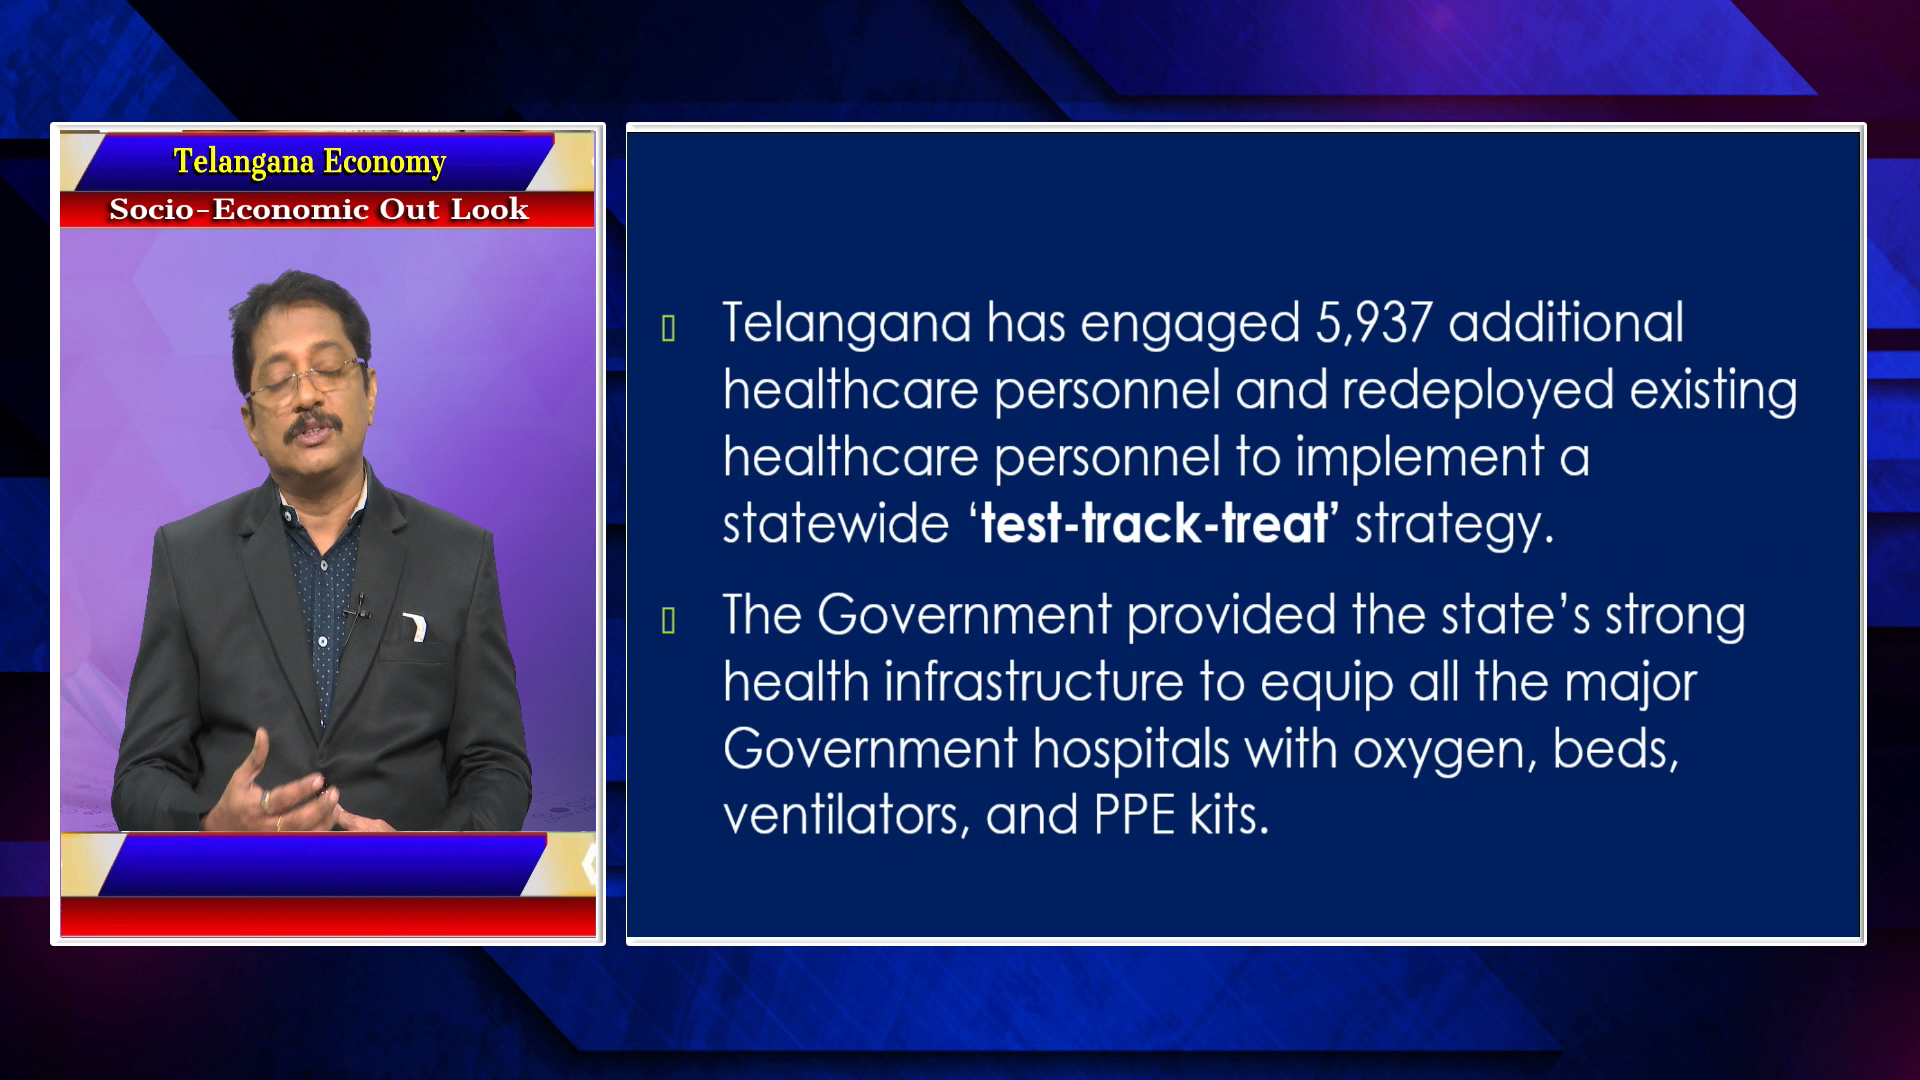 Telangana Economy
Socio-Economic Out Look
Telangana has engaged 5,937 additional
healthcare personnel and redeployed existing
healthcare personnel to implement a
statewide ‘test-track-treat’ strategy.
The Government provided the state’s strong
health infrastructure to equip all the major
Government hospitals with oxygen, beds,
ventilators, and PPE kits.